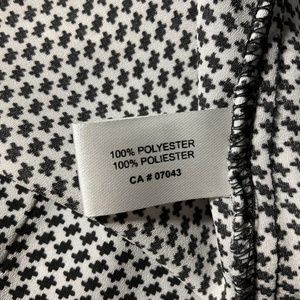 100% POLYESTER
100% POLIESTER
CA # 07043